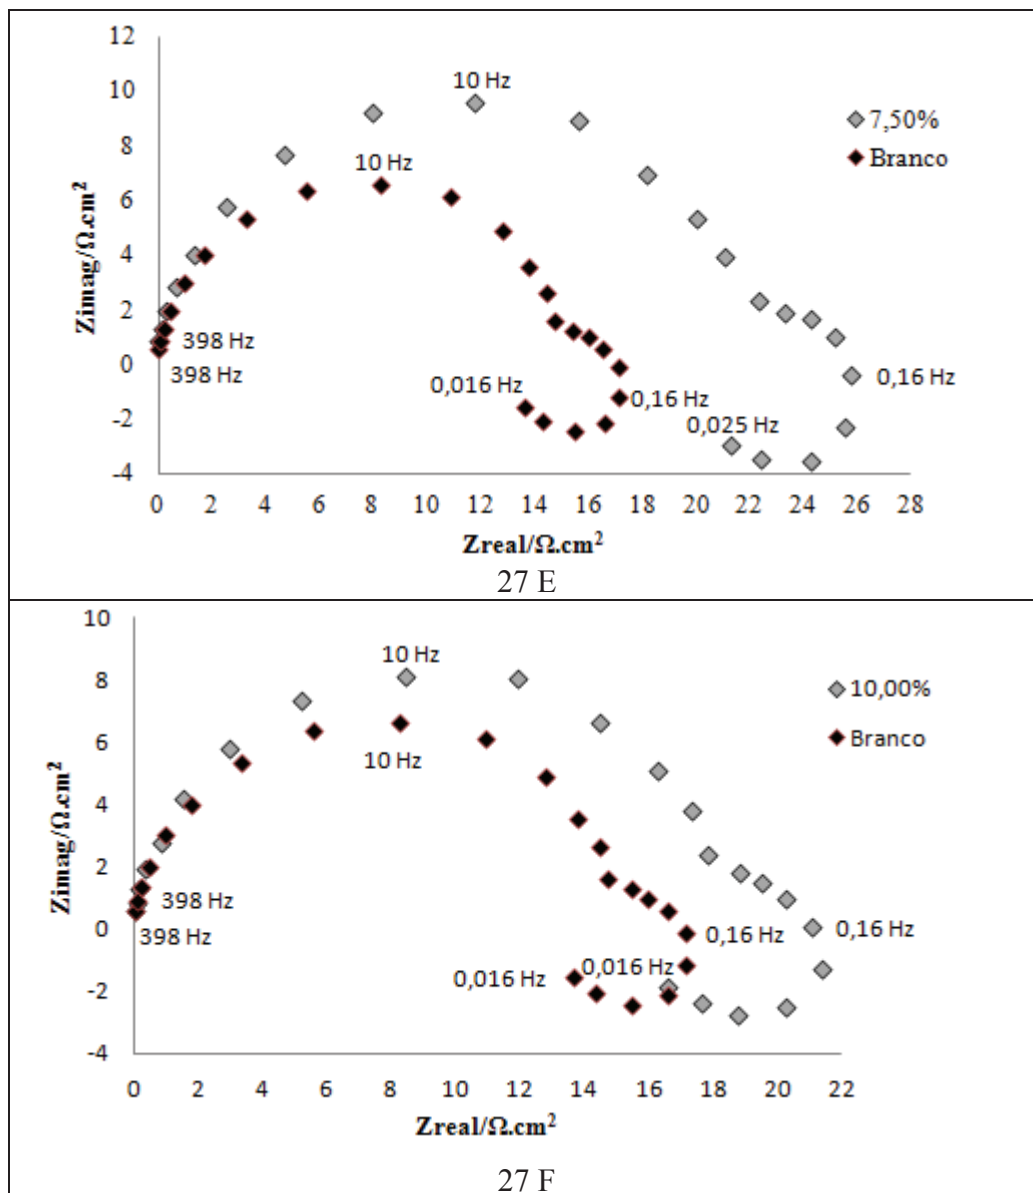 12
10
8
6
4
2
0
-2
-4
Zimag/Ω.cm²
10 Hz
10 Hz
398 Hz
398 Hz
0,016 Hz
0,16 Hz
0,025 Hz
0,16 Hz
7,50%
Branco
0 2 4 6 8 10 12 14 16 18 20 22 24 26 28
Zreal/Ω.cm²
27 E
10
8
6
4
2
0
-2
-4
Zimag/Ω.cm²
10 Hz
10 Hz
398 Hz
398 Hz
0,16 Hz
0,16 Hz
0,016 Hz
0,016 Hz
10,00%
Branco
0 2 4 6 8 10 12 14 16 18 20 22
Zreal/Ω.cm²
27 F